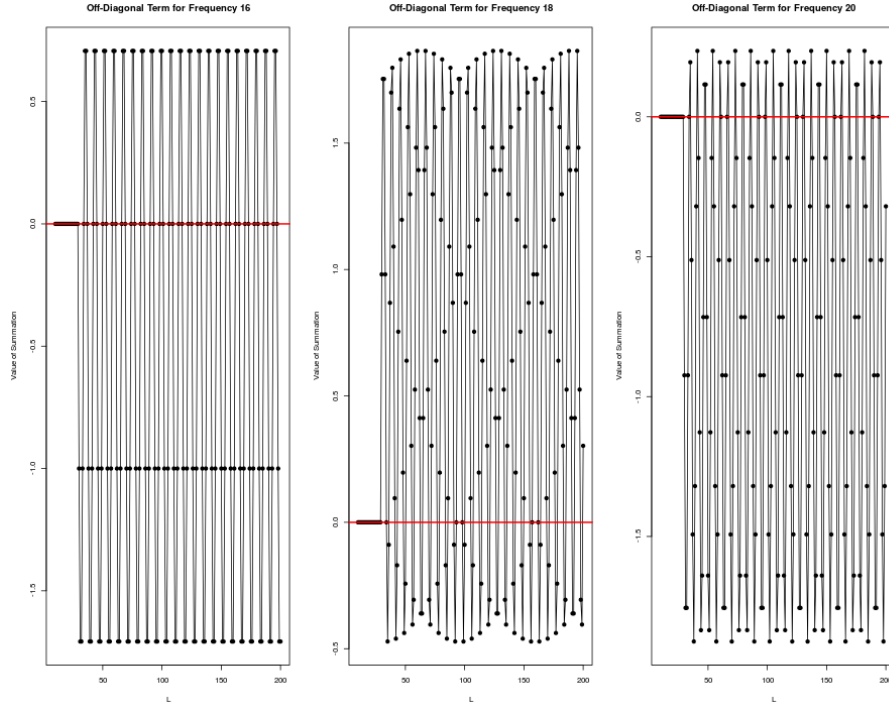 Off-Diagonal Term for Frequency 16
Value of Summation
0.5
0.0
-0.5
-1.0
-1.5
50
100
150
200
L
Off-Diagonal Term for Frequency 18
Value of Summation
1.5
1.0
0.5
0.0
-0.5
50
100
150
200
L
Off-Diagonal Term for Frequency 20
Value of Summation
0.0
-0.5
-1.0
-1.5
50
100
150
200
L